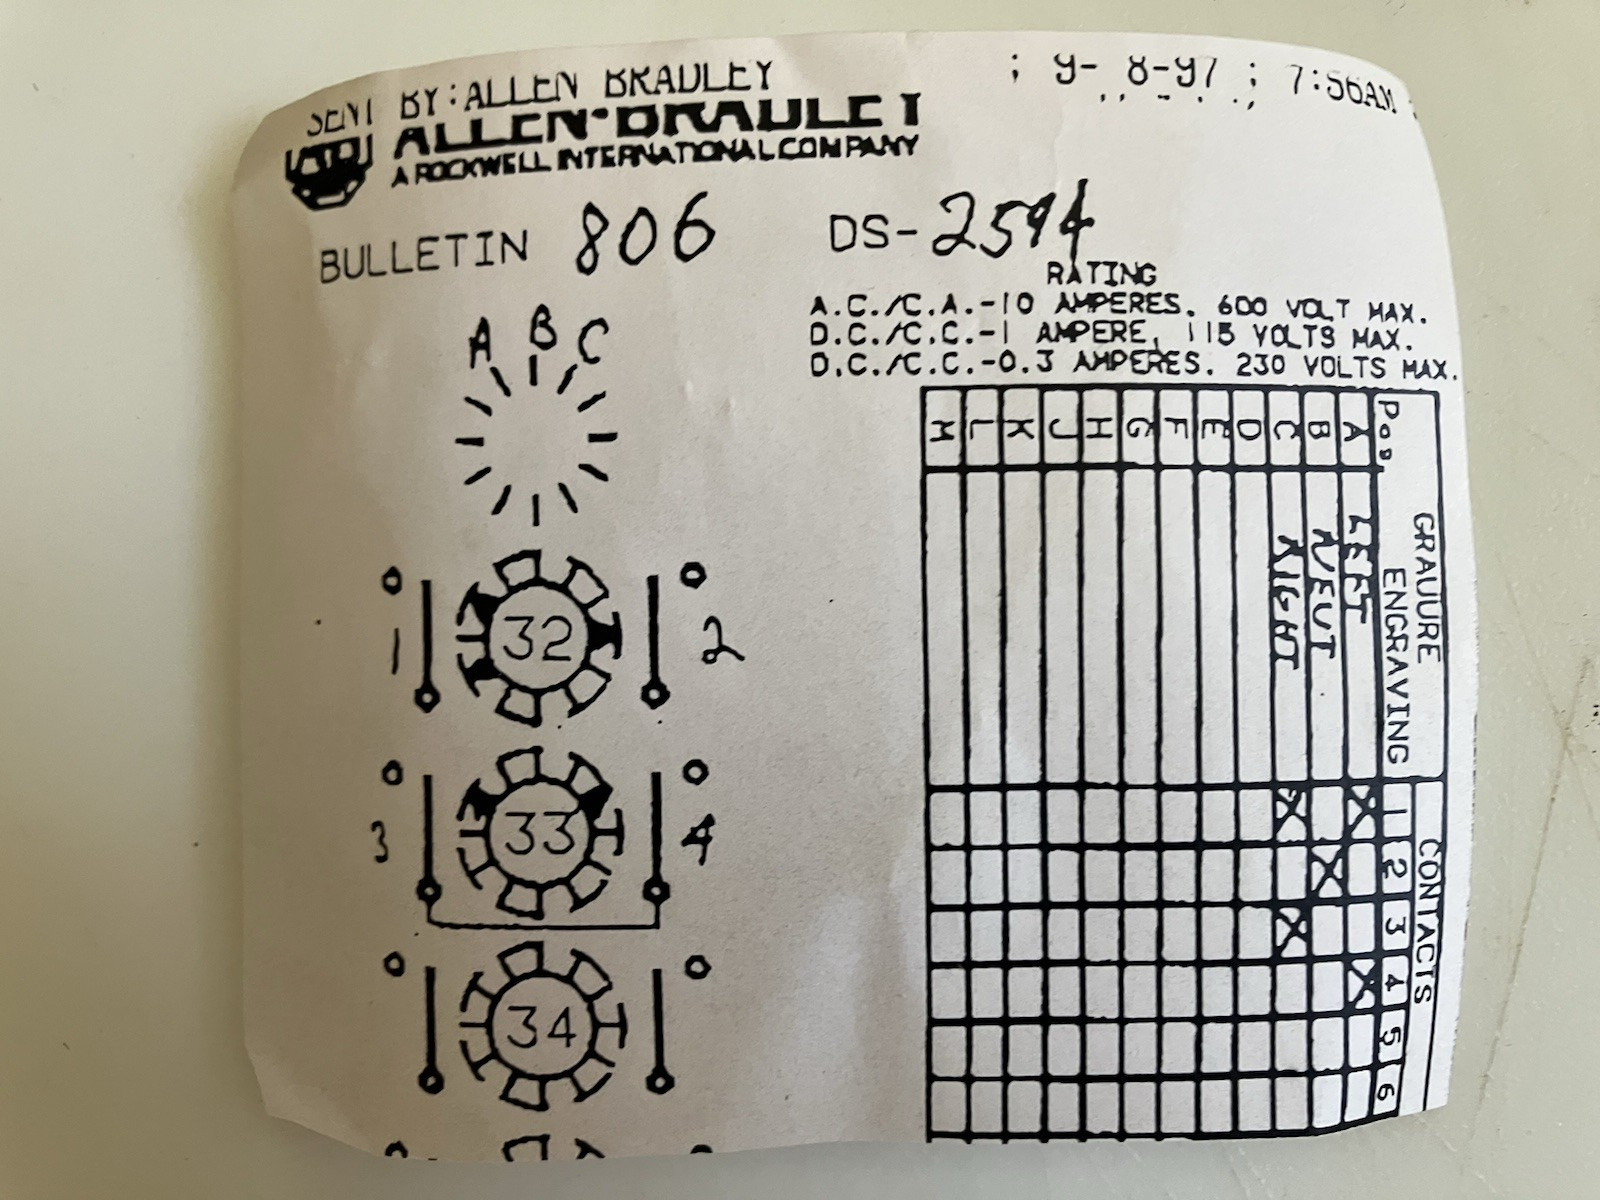 SENT BY:ALLEN BRADLEY ; 9- 8-97 ; 7:56AM
ALLEN-BRADLEY
A ROCKWELL INTERNATIONAL COMPANY
BULLETIN 806 DS-2594
RATING
A.C./C.A.-10 AMPERES. 600 VOLT MAX.
D.C./C.C.-1 AMPERE, 115 VOLTS MAX.
D.C./C.C.-0.3 AMPERES. 230 VOLTS MAX.
A B C
1 32 2
3 33 4
34
GRAUURE
ENGRAVING
CONTACTS
Pos 1 2 3 4 5 6
A LEFT X X
B NEUT X
C RIGHT X X
D
E
F
G
H
J
K
L
M